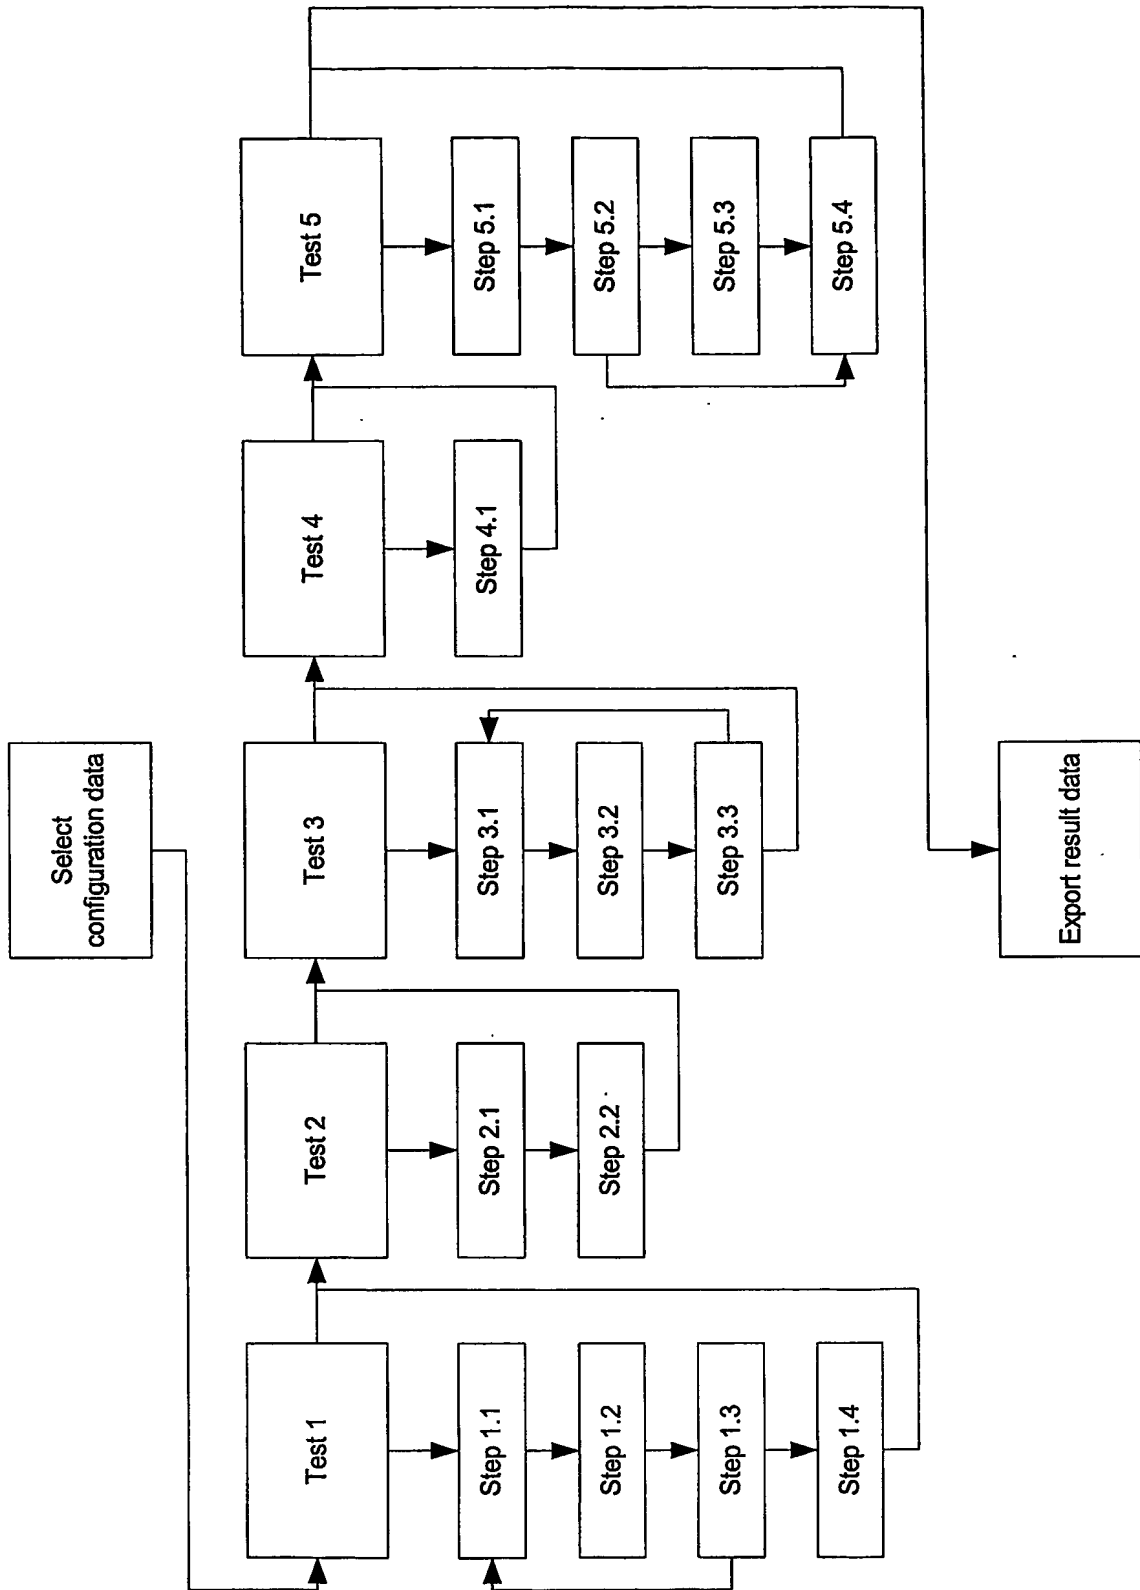 Select
configuration data
Test 1
Test 2
Test 3
Test 4
Test 5
Step 1.1
Step 2.1
Step 3.1
Step 4.1
Step 5.1
Step 1.2
Step 2.2
Step 3.2
Step 5.2
Step 1.3
Step 3.3
Step 5.3
Step 1.4
Step 5.4
Export result data